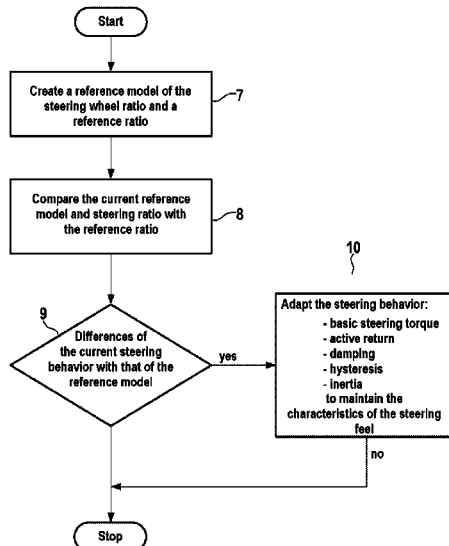 Start
Create a reference model of the
steering wheel ratio and a
reference ratio
7
Compare the current reference
model and steering ratio with
the reference ratio
8
10
9
Differences of
the current steering
behavior with that of the
reference model
yes
Adapt the steering behavior:
- basic steering torque
- active return
- damping
- hysteresis
- inertia
to maintain the
characteristics of the steering
feel
no
Stop